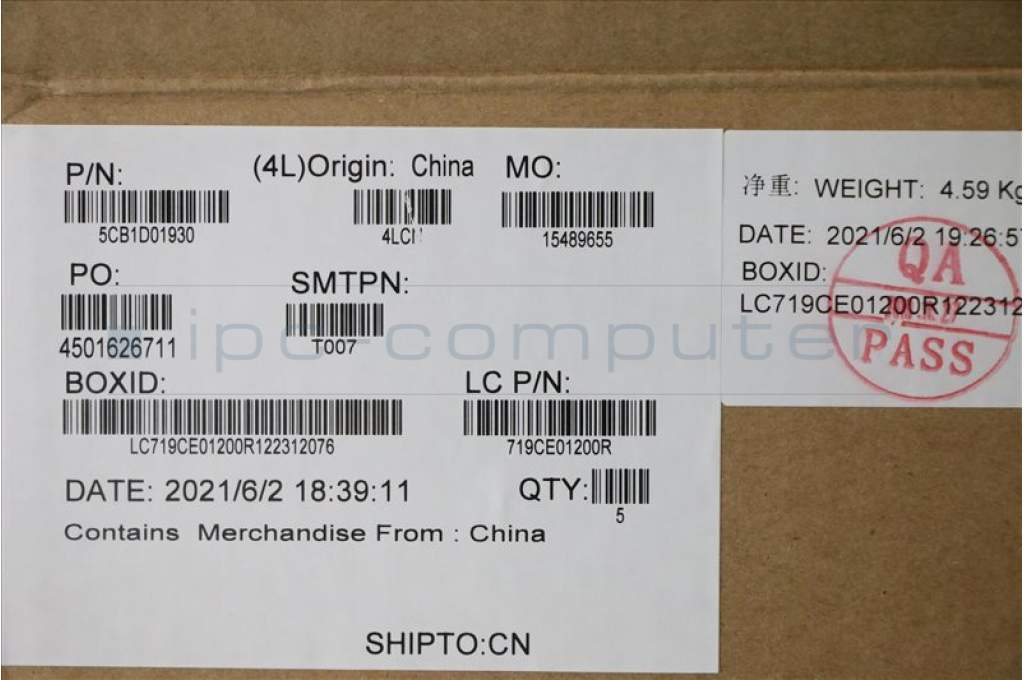 P/N:
5CB1D01930
(4L)Origin: China
MO:
15489655
PO:
4501626711
SMTPN:
T007
BOXID:
LC719CE01200R122312076
LC P/N:
719CE01200R
DATE: 2021/6/2 18:39:11
QTY:
5
Contains Merchandise From : China
SHIPTO:CN
净重: WEIGHT: 4.59 Kg
DATE: 2021/6/2 19:26:5
BOXID:
LC719CE01200R122312
QA
PASS
ipc-computer